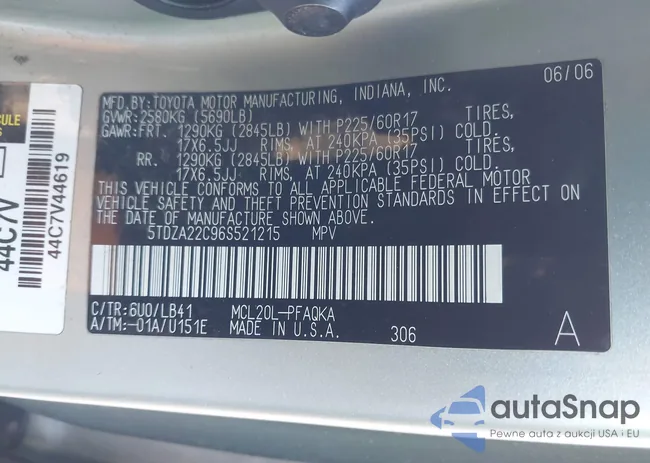 MFD.BY:TOYOTA MOTOR MANUFACTURING, INDIANA, INC. 06/06
GVWR:2580KG (5690LB)
GAWR:FRT. 1290KG (2845LB) WITH P225/60R17 TIRES,
17X6.5JJ RIMS, AT 240KPA (35PSI) COLD.
RR. 1290KG (2845LB) WITH P225/60R17 TIRES,
17X6.5JJ RIMS, AT 240KPA (35PSI) COLD.
THIS VEHICLE CONFORMS TO ALL APPLICABLE FEDERAL MOTOR
VEHICLE SAFETY THEFT PREVENTION STANDARDS IN EFFECT ON
THE DATE OF MANUFACTURE SHOWN ABOVE.
5TDZA22C96S521215 MPV
C/TR:6U0/LB41 MCL20L-PFAQKA
A/TM:-01A/U151E MADE IN U.S.A. 306 A
44C7V
44C7V44619
autaSnap
Pewne auta z aukcji USA i EU